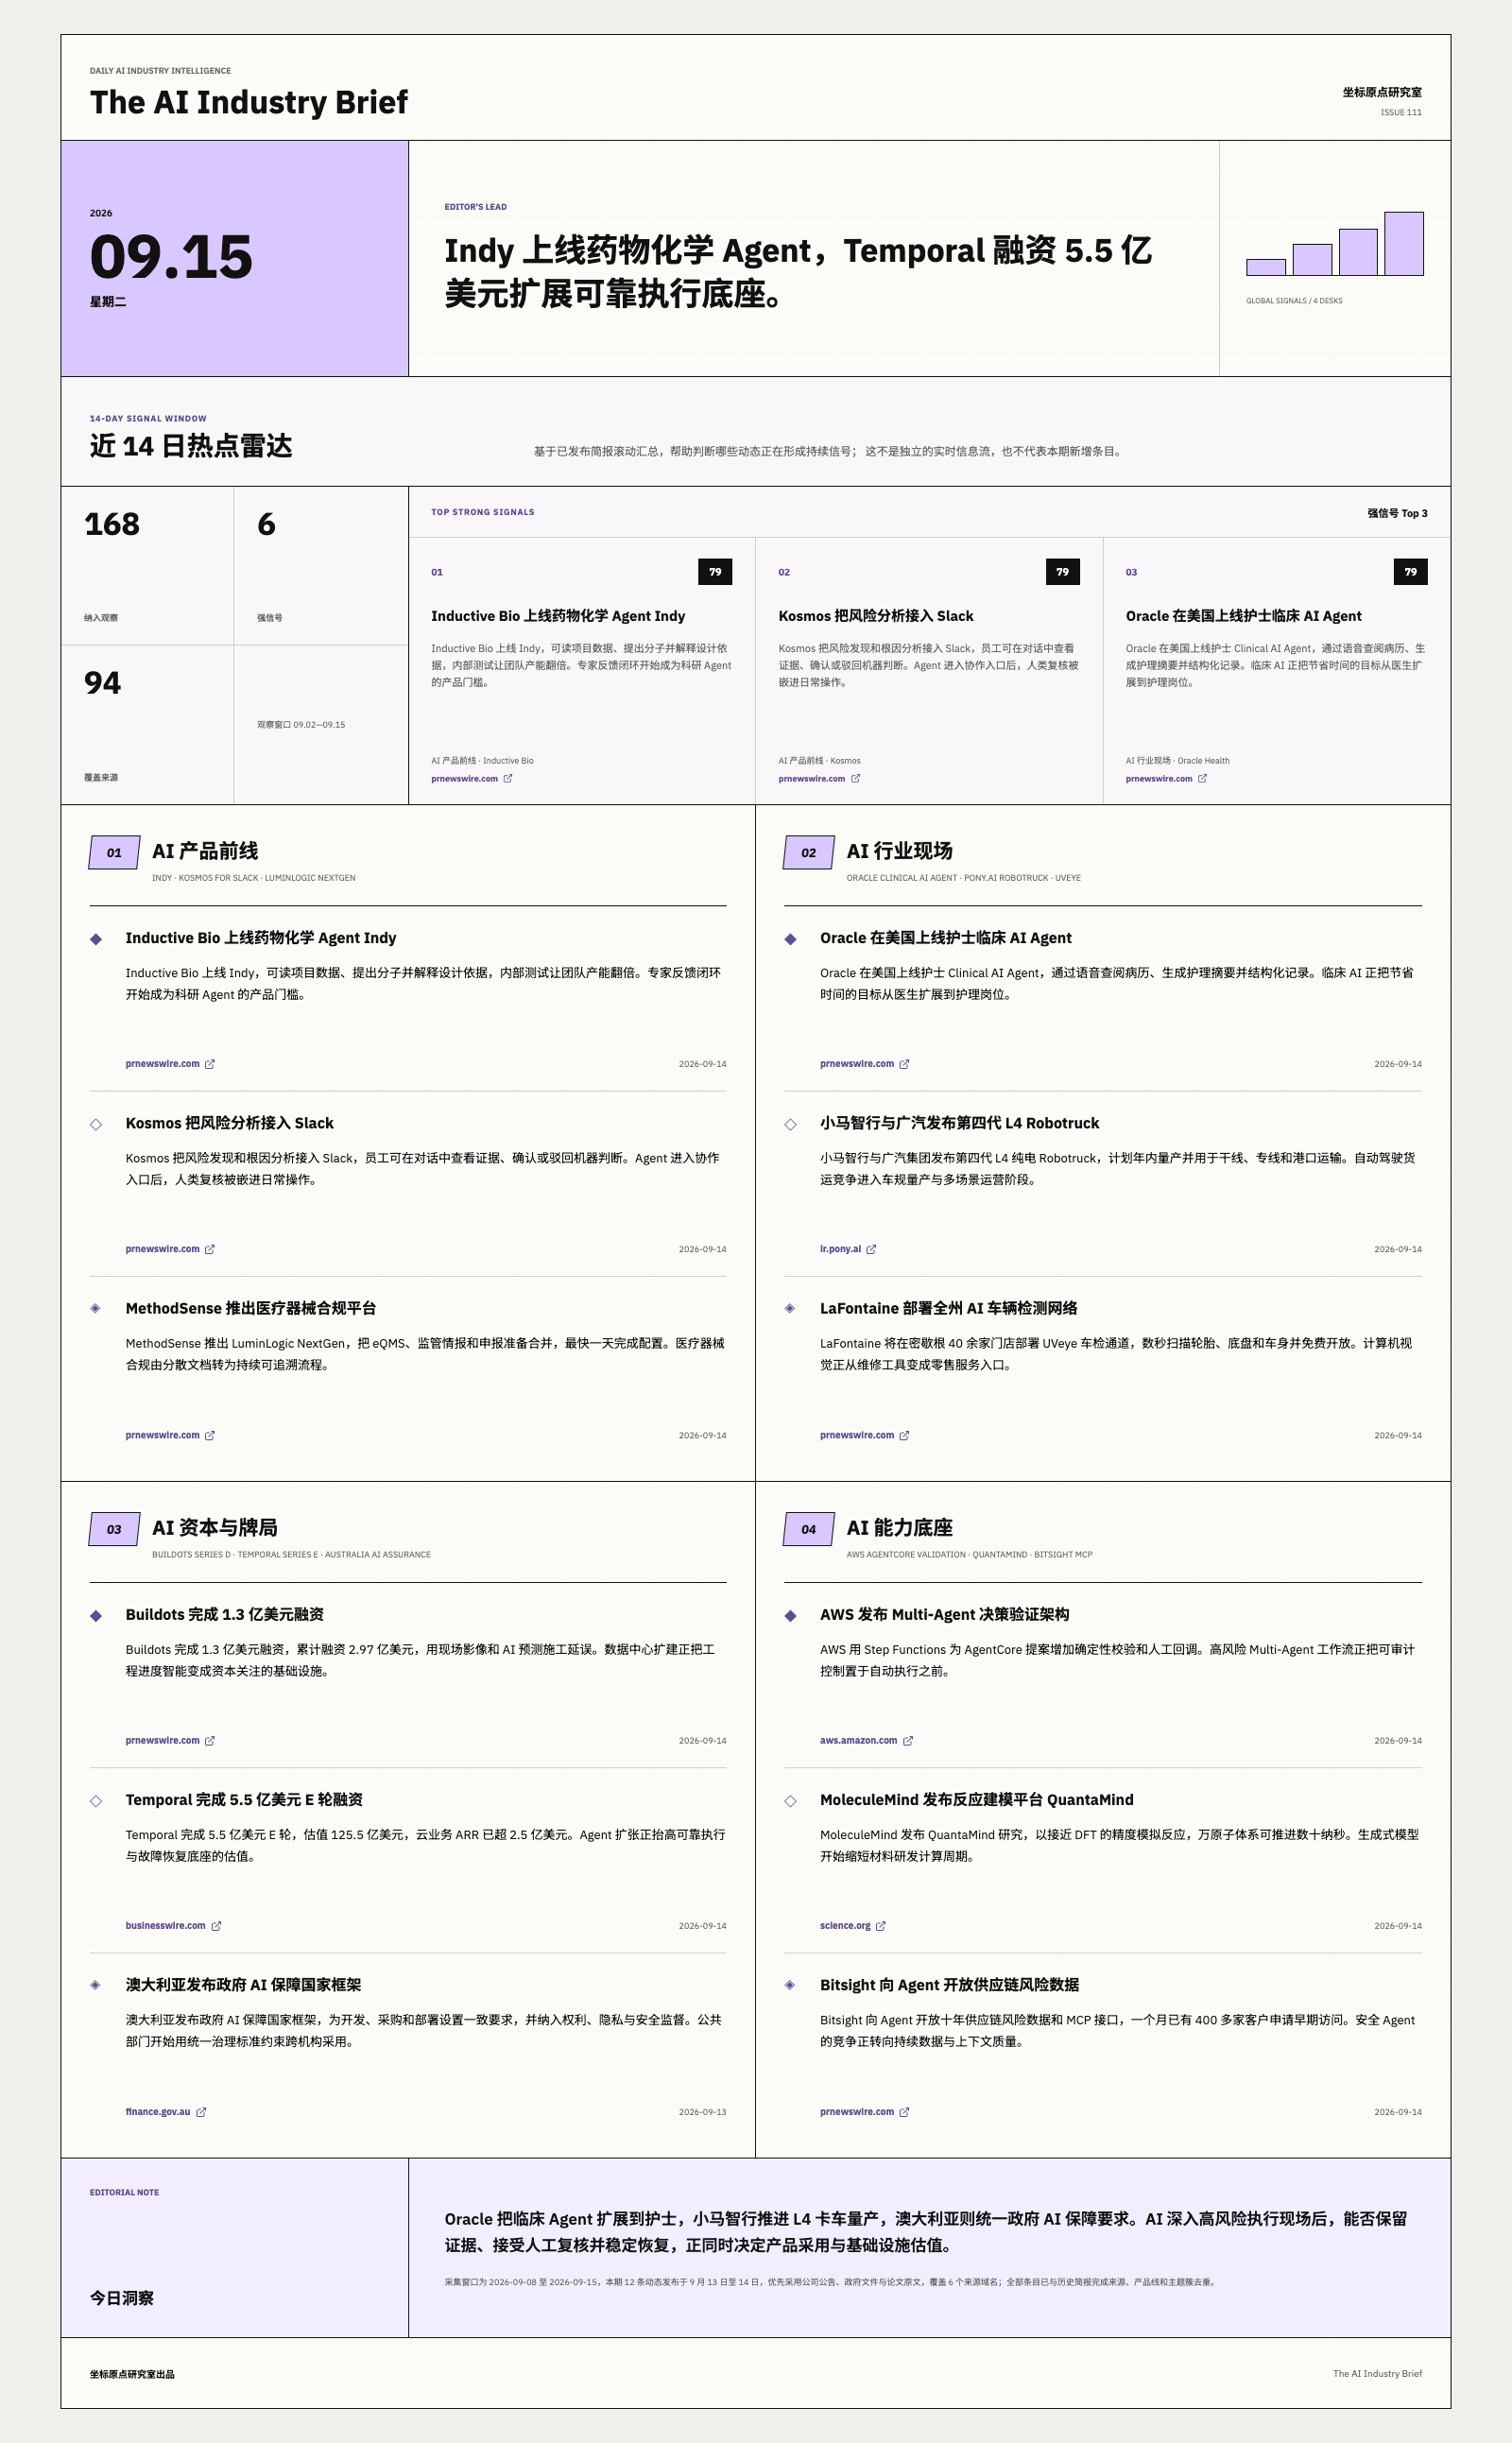 DAILY AI INDUSTRY INTELLIGENCE
The AI Industry Brief
坐标原点研究室
ISSUE 111
2026
09.15
星期二
EDITOR'S LEAD
Indy 上线药物化学 Agent，Temporal 融资 5.5 亿
美元扩展可靠执行底座。
GLOBAL SIGNALS / 4 DESKS
14-DAY SIGNAL WINDOW
近 14 日热点雷达
基于已发布简报滚动汇总，帮助判断哪些动态正在形成持续信号； 这不是独立的实时信息流，也不代表本期新增条目。
168
纳入观察
6
强信号
94
覆盖来源
观察窗口 09.02—09.15
TOP STRONG SIGNALS
强信号 Top 3
01
79
Inductive Bio 上线药物化学 Agent Indy
Inductive Bio 上线 Indy，可读项目数据、提出分子并解释设计依
据，内部测试让团队产能翻倍。专家反馈闭环开始成为科研 Agent
的产品门槛。
AI 产品前线 · Inductive Bio
prnewswire.com
02
79
Kosmos 把风险分析接入 Slack
Kosmos 把风险发现和根因分析接入 Slack，员工可在对话中查看
证据、确认或驳回机器判断。Agent 进入协作入口后，人类复核被
嵌进日常操作。
AI 产品前线 · Kosmos
prnewswire.com
03
79
Oracle 在美国上线护士临床 AI Agent
Oracle 在美国上线护士 Clinical AI Agent，通过语音查阅病历、生
成护理摘要并结构化记录。临床 AI 正把节省时间的目标从医生扩
展到护理岗位。
AI 行业现场 · Oracle Health
prnewswire.com
01
AI 产品前线
INDY · KOSMOS FOR SLACK · LUMINLOGIC NEXTGEN
Inductive Bio 上线药物化学 Agent Indy
Inductive Bio 上线 Indy，可读项目数据、提出分子并解释设计依据，内部测试让团队产能翻倍。专家反馈闭环
开始成为科研 Agent 的产品门槛。
prnewswire.com
2026-09-14
Kosmos 把风险分析接入 Slack
Kosmos 把风险发现和根因分析接入 Slack，员工可在对话中查看证据、确认或驳回机器判断。Agent 进入协作
入口后，人类复核被嵌进日常操作。
prnewswire.com
2026-09-14
MethodSense 推出医疗器械合规平台
MethodSense 推出 LuminLogic NextGen，把 eQMS、监管情报和申报准备合并，最快一天完成配置。医疗器械
合规由分散文档转为持续可追溯流程。
prnewswire.com
2026-09-14
02
AI 行业现场
ORACLE CLINICAL AI AGENT · PONY.AI ROBOTRUCK · UVEYE
Oracle 在美国上线护士临床 AI Agent
Oracle 在美国上线护士 Clinical AI Agent，通过语音查阅病历、生成护理摘要并结构化记录。临床 AI 正把节省
时间的目标从医生扩展到护理岗位。
prnewswire.com
2026-09-14
小马智行与广汽发布第四代 L4 Robotruck
小马智行与广汽集团发布第四代 L4 纯电 Robotruck，计划年内量产并用于干线、专线和港口运输。自动驾驶货
运竞争进入车规量产与多场景运营阶段。
ir.pony.ai
2026-09-14
LaFontaine 部署全州 AI 车辆检测网络
LaFontaine 将在密歇根 40 余家门店部署 UVeye 车检通道，数秒扫描轮胎、底盘和车身并免费开放。计算机视
觉正从维修工具变成零售服务入口。
prnewswire.com
2026-09-14
03
AI 资本与牌局
BUILDOTS SERIES D · TEMPORAL SERIES E · AUSTRALIA AI ASSURANCE
Buildots 完成 1.3 亿美元融资
Buildots 完成 1.3 亿美元融资，累计融资 2.97 亿美元，用现场影像和 AI 预测施工延误。数据中心扩建正把工
程进度智能变成资本关注的基础设施。
prnewswire.com
2026-09-14
Temporal 完成 5.5 亿美元 E 轮融资
Temporal 完成 5.5 亿美元 E 轮，估值 125.5 亿美元，云业务 ARR 已超 2.5 亿美元。Agent 扩张正抬高可靠执行
与故障恢复底座的估值。
businesswire.com
2026-09-14
澳大利亚发布政府 AI 保障国家框架
澳大利亚发布政府 AI 保障国家框架，为开发、采购和部署设置一致要求，并纳入权利、隐私与安全监督。公共
部门开始用统一治理标准约束跨机构采用。
finance.gov.au
2026-09-13
04
AI 能力底座
AWS AGENTCORE VALIDATION · QUANTAMIND · BITSIGHT MCP
AWS 发布 Multi-Agent 决策验证架构
AWS 用 Step Functions 为 AgentCore 提案增加确定性校验和人工回调。高风险 Multi-Agent 工作流正把可审计
控制置于自动执行之前。
aws.amazon.com
2026-09-14
MoleculeMind 发布反应建模平台 QuantaMind
MoleculeMind 发布 QuantaMind 研究，以接近 DFT 的精度模拟反应，万原子体系可推进数十纳秒。生成式模型
开始缩短材料研发计算周期。
science.org
2026-09-14
Bitsight 向 Agent 开放供应链风险数据
Bitsight 向 Agent 开放十年供应链风险数据和 MCP 接口，一个月已有 400 多家客户申请早期访问。安全 Agent
的竞争正转向持续数据与上下文质量。
prnewswire.com
2026-09-14
EDITORIAL NOTE
今日洞察
Oracle 把临床 Agent 扩展到护士，小马智行推进 L4 卡车量产，澳大利亚则统一政府 AI 保障要求。AI 深入高风险执行现场后，能否保留
证据、接受人工复核并稳定恢复，正同时决定产品采用与基础设施估值。
采集窗口为 2026-09-08 至 2026-09-15，本期 12 条动态发布于 9 月 13 日至 14 日，优先采用公司公告、政府文件与论文原文，覆盖 6 个来源域名；全部条目已与历史简报完成来源、产品线和主题簇去重。
坐标原点研究室出品
The AI Industry Brief